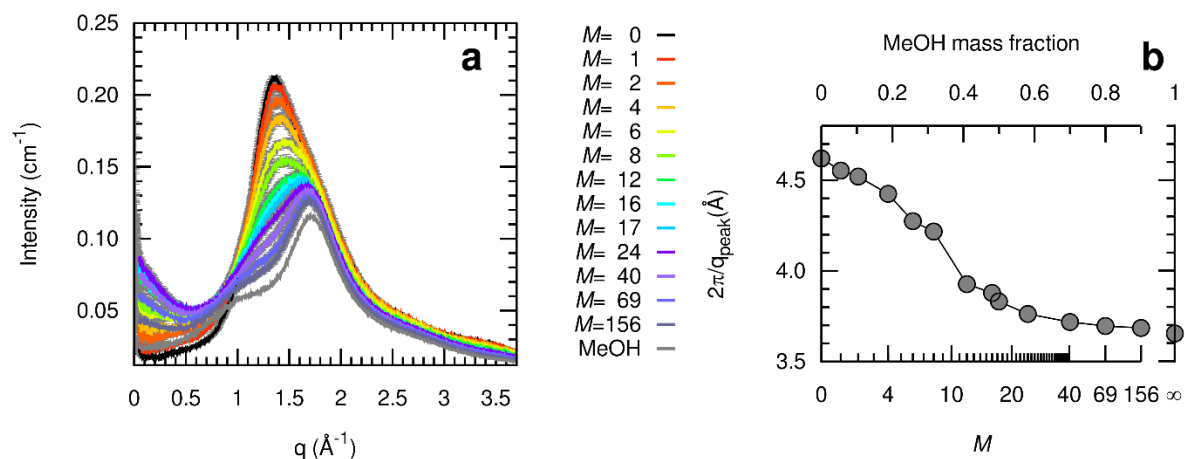 a
0.25
0.20
0.15
0.10
0.05
Intensity (cm-1)
0 0.5 1 1.5 2 2.5 3 3.5
q (Å-1)
M= 0
M= 1
M= 2
M= 4
M= 6
M= 8
M= 12
M= 16
M= 17
M= 24
M= 40
M= 69
M=156
MeOH
b
MeOH mass fraction
0 0.2 0.4 0.6 0.8 1
4.5
4.0
3.5
2π/qpeak(Å)
0 4 10 20 40 69 156 ∞
M